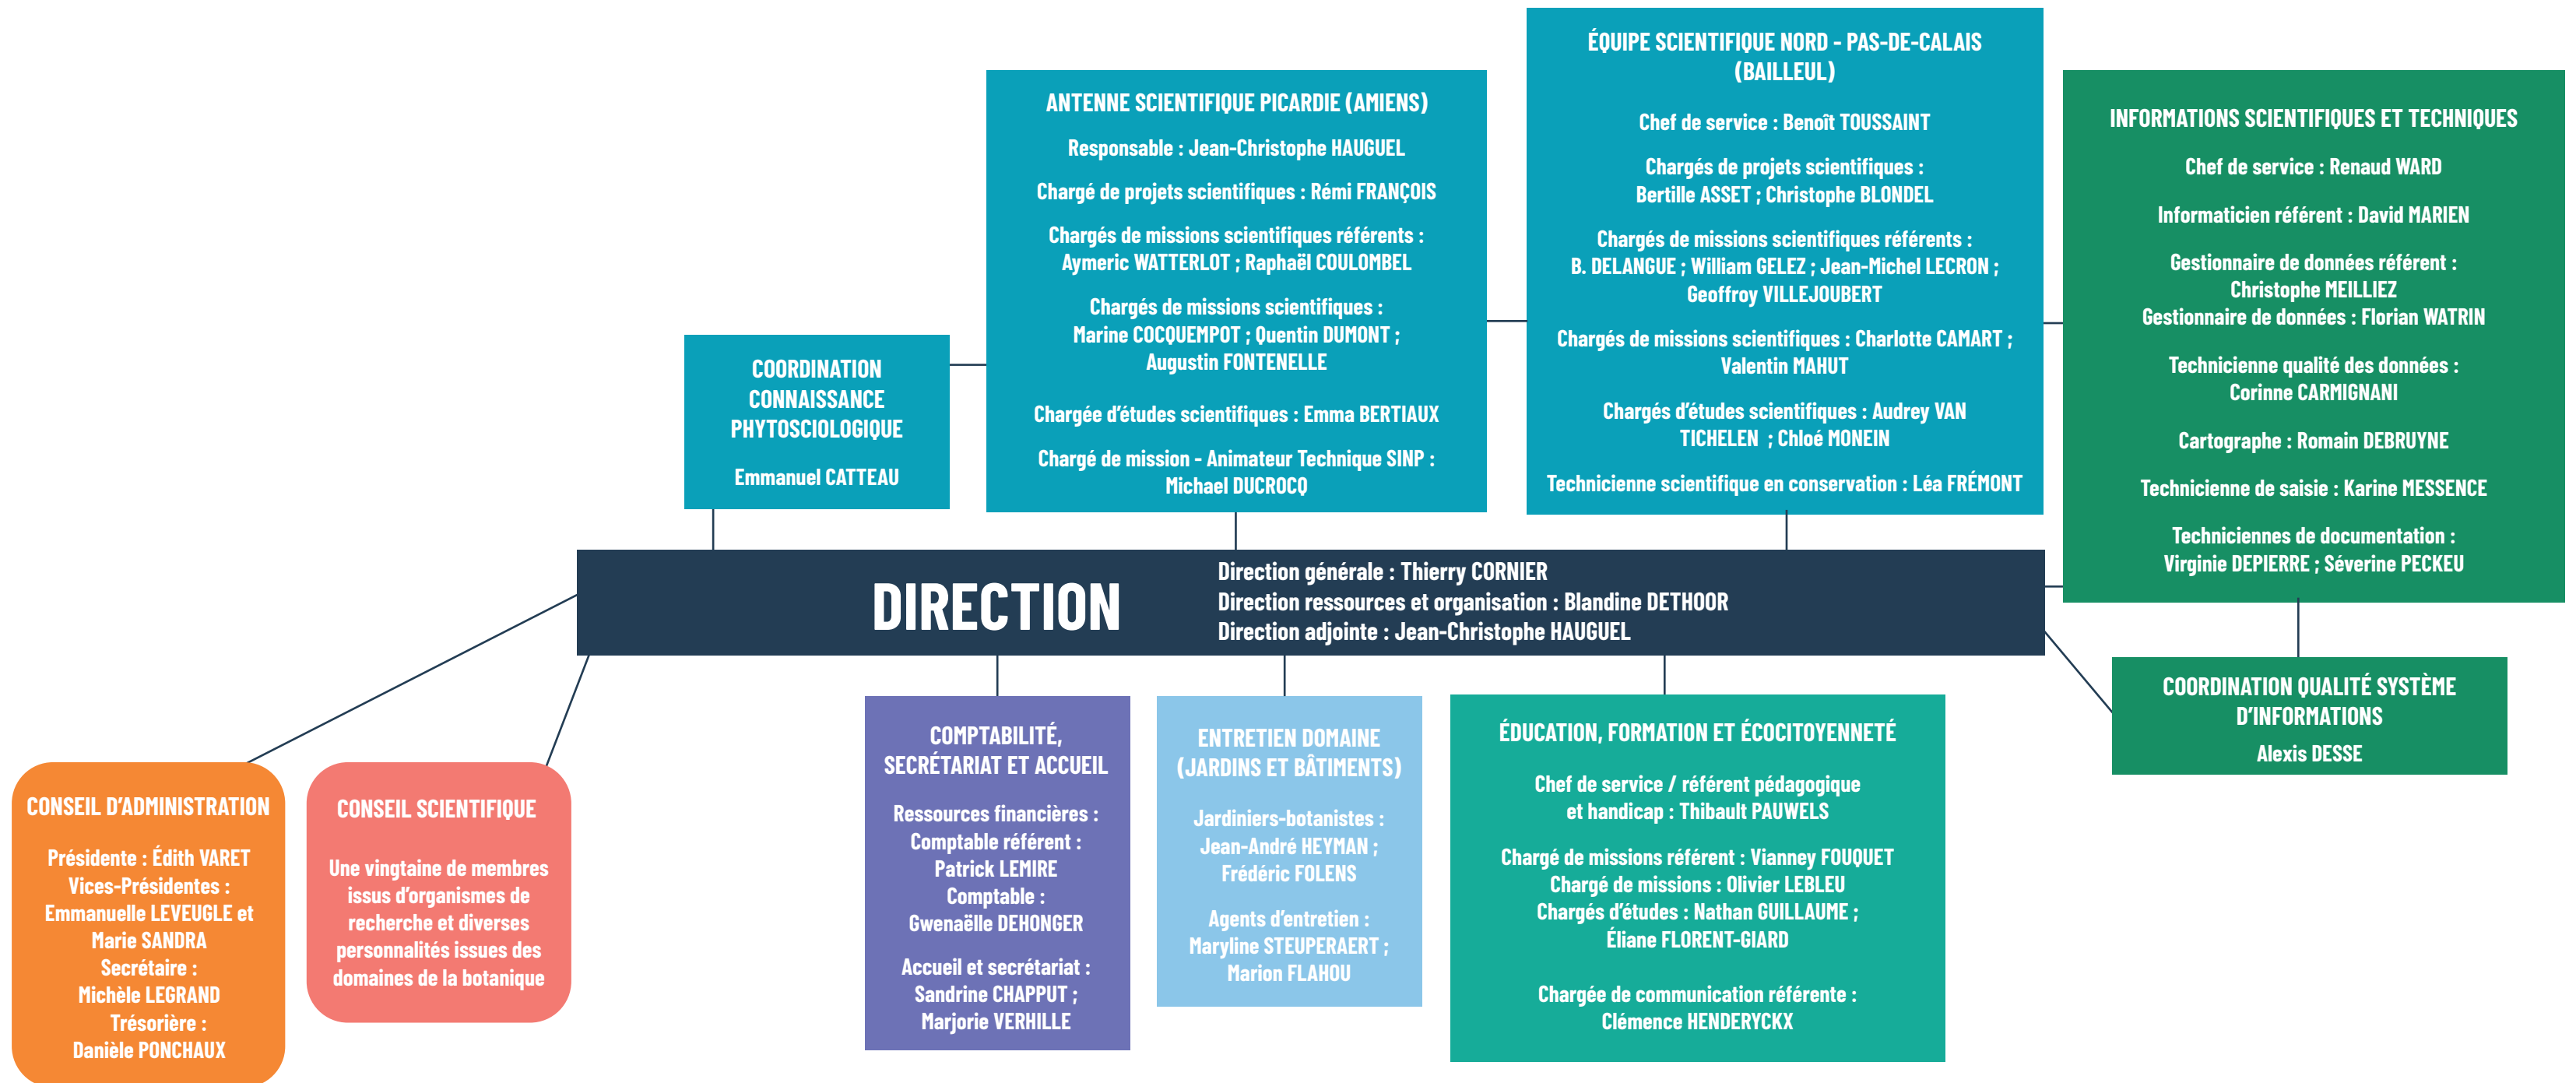 ÉQUIPE SCIENTIFIQUE NORD - PAS-DE-CALAIS
(BAILLEUL)
Chef de service : Benoît TOUSSAINT
Chargés de projets scientifiques :
Bertille ASSET ; Christophe BLONDEL
Chargés de missions scientifiques référents :
B. DELANGUE ; William GELEZ ; Jean-Michel LECRON ;
Geoffroy VILLEJOUBERT
Chargés de missions scientifiques : Charlotte CAMART ;
Valentin MAHUT
Chargés d’études scientifiques : Audrey VAN
TICHELEN ; Chloé MONEIN
Technicienne scientifique en conservation : Léa FRÉMONT
ANTENNE SCIENTIFIQUE PICARDIE (AMIENS)
Responsable : Jean-Christophe HAUGUEL
Chargé de projets scientifiques : Rémi FRANÇOIS
Chargés de missions scientifiques référents :
Aymeric WATTERLOT ; Raphaël COULOMBEL
Chargés de missions scientifiques :
Marine COCQUEMPOT ; Quentin DUMONT ;
Augustin FONTENELLE
Chargée d’études scientifiques : Emma BERTIAUX
Chargé de mission - Animateur Technique SINP :
Michael DUCROCQ
INFORMATIONS SCIENTIFIQUES ET TECHNIQUES
Chef de service : Renaud WARD
Informaticien référent : David MARIEN
Gestionnaire de données référent :
Christophe MEILLIEZ
Gestionnaire de données : Florian WATRIN
Technicienne qualité des données :
Corinne CARMIGNANI
Cartographe : Romain DEBRUYNE
Technicienne de saisie : Karine MESSENCE
Techniciennes de documentation :
Virginie DEPIERRE ; Séverine PECKEU
COORDINATION
CONNAISSANCE
PHYTOSCIOLOGIQUE
Emmanuel CATTEAU
DIRECTION
Direction générale : Thierry CORNIER
Direction ressources et organisation : Blandine DETHOOR
Direction adjointe : Jean-Christophe HAUGUEL
COORDINATION QUALITÉ SYSTÈME
D’INFORMATIONS
Alexis DESSE
CONSEIL D’ADMINISTRATION
Présidente : Édith VARET
Vices-Présidentes :
Emmanuelle LEVEUGLE et
Marie SANDRA
Secrétaire :
Michèle LEGRAND
Trésorière :
Danièle PONCHAUX
CONSEIL SCIENTIFIQUE
Une vingtaine de membres
issus d’organismes de
recherche et diverses
personnalités issues des
domaines de la botanique
COMPTABILITÉ,
SECRÉTARIAT ET ACCUEIL
Ressources financières :
Comptable référent :
Patrick LEMIRE
Comptable :
Gwenaëlle DEHONGER
Accueil et secrétariat :
Sandrine CHAPPUT ;
Marjorie VERHILLE
ENTRETIEN DOMAINE
(JARDINS ET BÂTIMENTS)
Jardiniers-botanistes :
Jean-André HEYMAN ;
Frédéric FOLENS
Agents d’entretien :
Maryline STEUPERAERT ;
Marion FLAHOU
ÉDUCATION, FORMATION ET ÉCOCITOYENNETÉ
Chef de service / référent pédagogique
et handicap : Thibault PAUWELS
Chargé de missions référent : Vianney FOUQUET
Chargé de missions : Olivier LEBLEU
Chargés d’études : Nathan GUILLAUME ;
Éliane FLORENT-GIARD
Chargée de communication référente :
Clémence HENDERYCKX